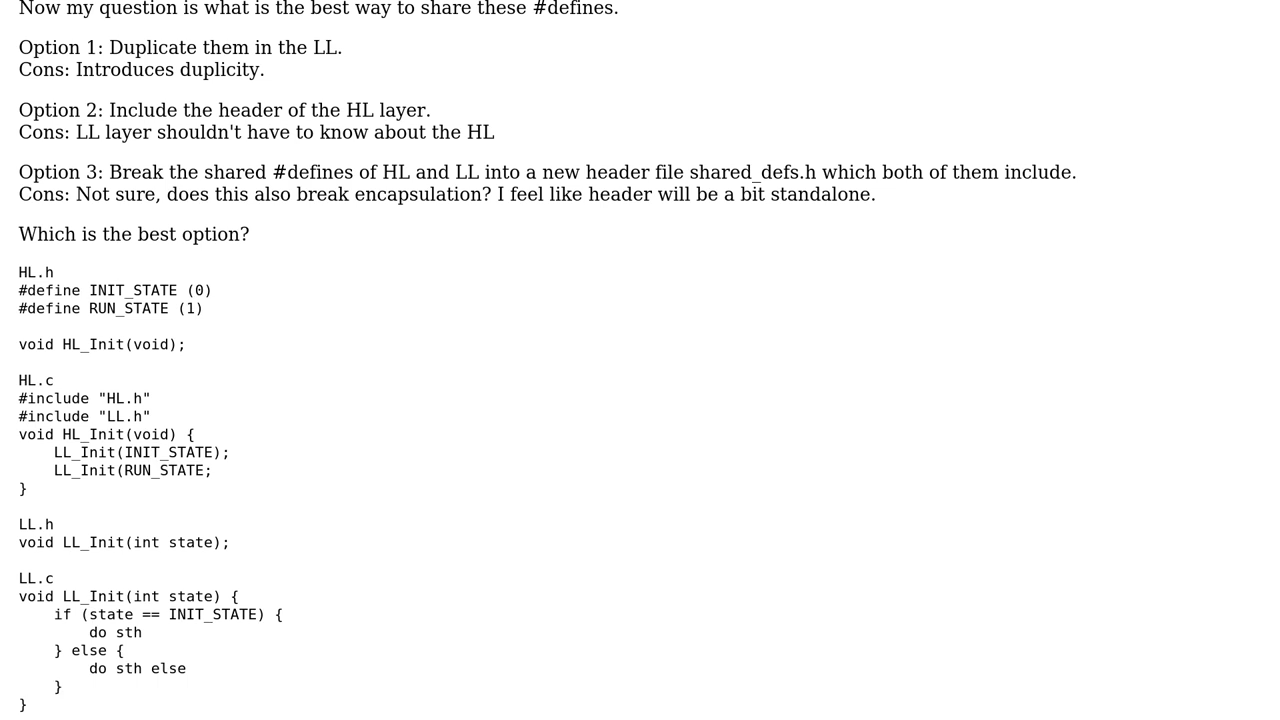 Now my question is what is the best way to share these #defines.
Option 1: Duplicate them in the LL.
Cons: Introduces duplicity.
Option 2: Include the header of the HL layer.
Cons: LL layer shouldn't have to know about the HL
Option 3: Break the shared #defines of HL and LL into a new header file shared_defs.h which both of them include.
Cons: Not sure, does this also break encapsulation? I feel like header will be a bit standalone.
Which is the best option?
HL.h
#define INIT_STATE (0)
#define RUN_STATE (1)
void HL_Init(void);
HL.c
#include "HL.h"
#include "LL.h"
void HL_Init(void) {
    LL_Init(INIT_STATE);
    LL_Init(RUN_STATE;
}
LL.h
void LL_Init(int state);
LL.c
void LL_Init(int state) {
    if (state == INIT_STATE) {
        do sth
    } else {
        do sth else
    }
}